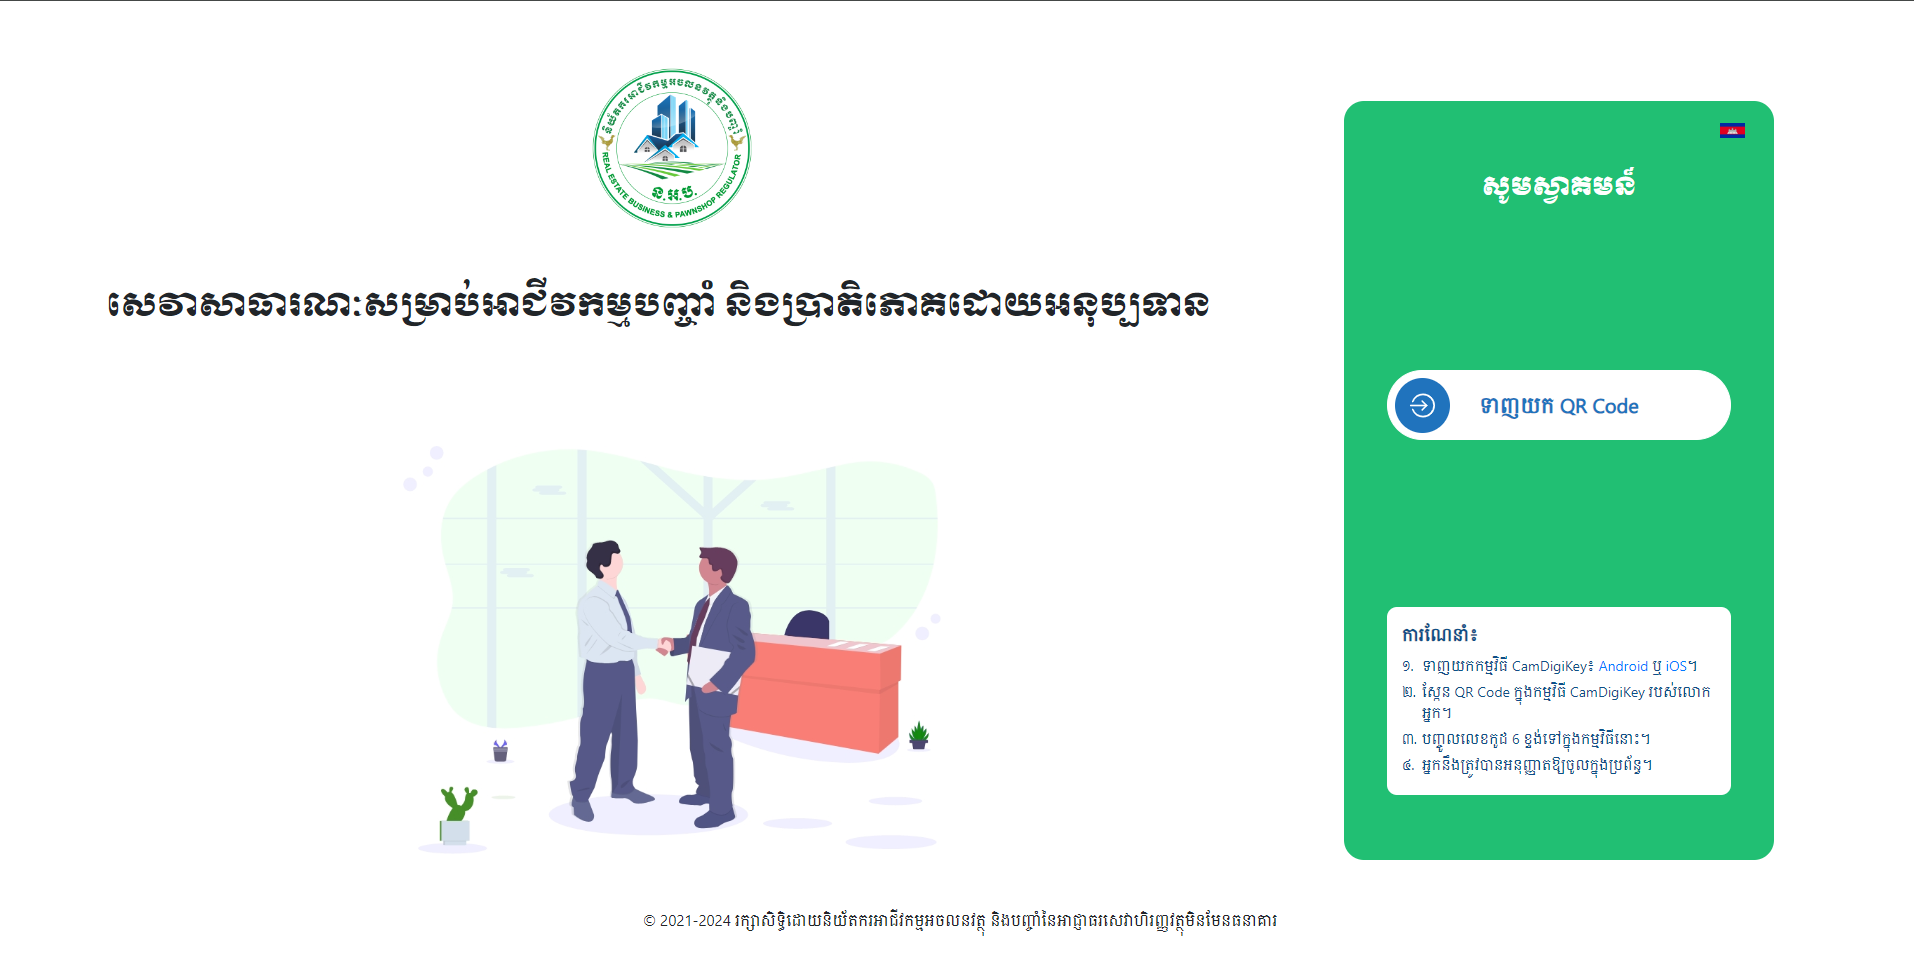 និយ័តករអាជីវកម្មអចលនវត្ថុនិងបញ្ចាំ
REAL ESTATE BUSINESS & PAWNSHOP REGULATOR
ន.អ.ប.
សេវាសាធារណៈសម្រាប់អាជីវកម្មបញ្ចាំ និងប្រាតិភោគដោយអនុប្បទាន
សូមស្វាគមន៍
ទាញយក QR Code
ការណែនាំ៖
១. ទាញយកកម្មវិធី CamDigiKey៖ Android ឬ iOS។
២. ស្កែន QR Code ក្នុងកម្មវិធី CamDigiKey របស់លោក
អ្នក។
៣. បញ្ចូលលេខកូដ 6 ខ្ទង់ទៅក្នុងកម្មវិធីនោះ។
៤. អ្នកនឹងត្រូវបានអនុញ្ញាតឱ្យចូលក្នុងប្រព័ន្ធ។
© 2021-2024 រក្សាសិទ្ធិដោយនិយ័តករអាជីវកម្មអចលនវត្ថុ និងបញ្ចាំនៃអាជ្ញាធរសេវាហិរញ្ញវត្ថុមិនមែនធនាគារ